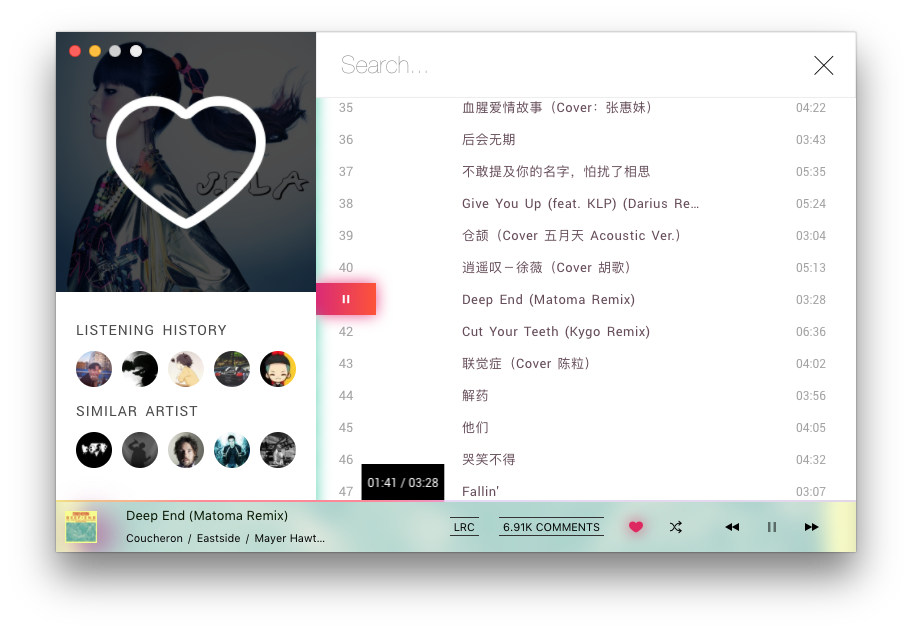 J.FLA
Search...
35 血腥爱情故事（Cover：张惠妹） 04:22
36 后会无期 03:43
37 不敢提及你的名字，怕扰了相思 05:35
38 Give You Up (feat. KLP) (Darius Re... 05:24
39 仓颉（Cover 五月天 Acoustic Ver.） 03:04
40 逍遥叹－徐薇（Cover 胡歌） 05:13
Deep End (Matoma Remix) 03:28
42 Cut Your Teeth (Kygo Remix) 06:36
43 联觉症（Cover 陈粒） 04:02
44 解药 03:56
45 他们 04:05
46 哭笑不得 04:32
47 Fallin' 03:07
LISTENING HISTORY
SIMILAR ARTIST
01:41 / 03:28
Deep End (Matoma Remix)
Coucheron / Eastside / Mayer Hawt...
LRC
6.91K COMMENTS